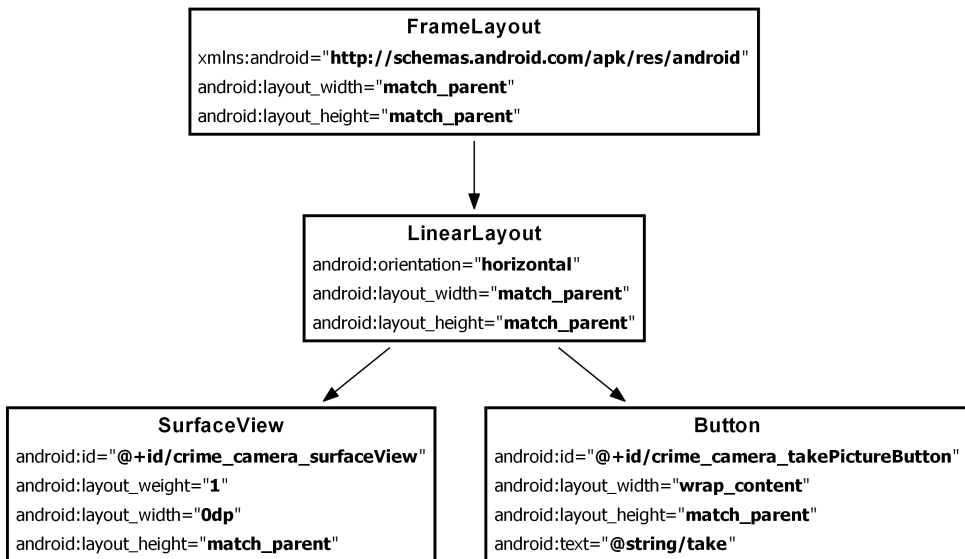 FrameLayout
xmlns:android="http://schemas.android.com/apk/res/android"
android:layout_width="match_parent"
android:layout_height="match_parent"
LinearLayout
android:orientation="horizontal"
android:layout_width="match_parent"
android:layout_height="match_parent"
SurfaceView
android:id="@+id/crime_camera_surfaceView"
android:layout_weight="1"
android:layout_width="0dp"
android:layout_height="match_parent"
Button
android:id="@+id/crime_camera_takePictureButton"
android:layout_width="wrap_content"
android:layout_height="match_parent"
android:text="@string/take"